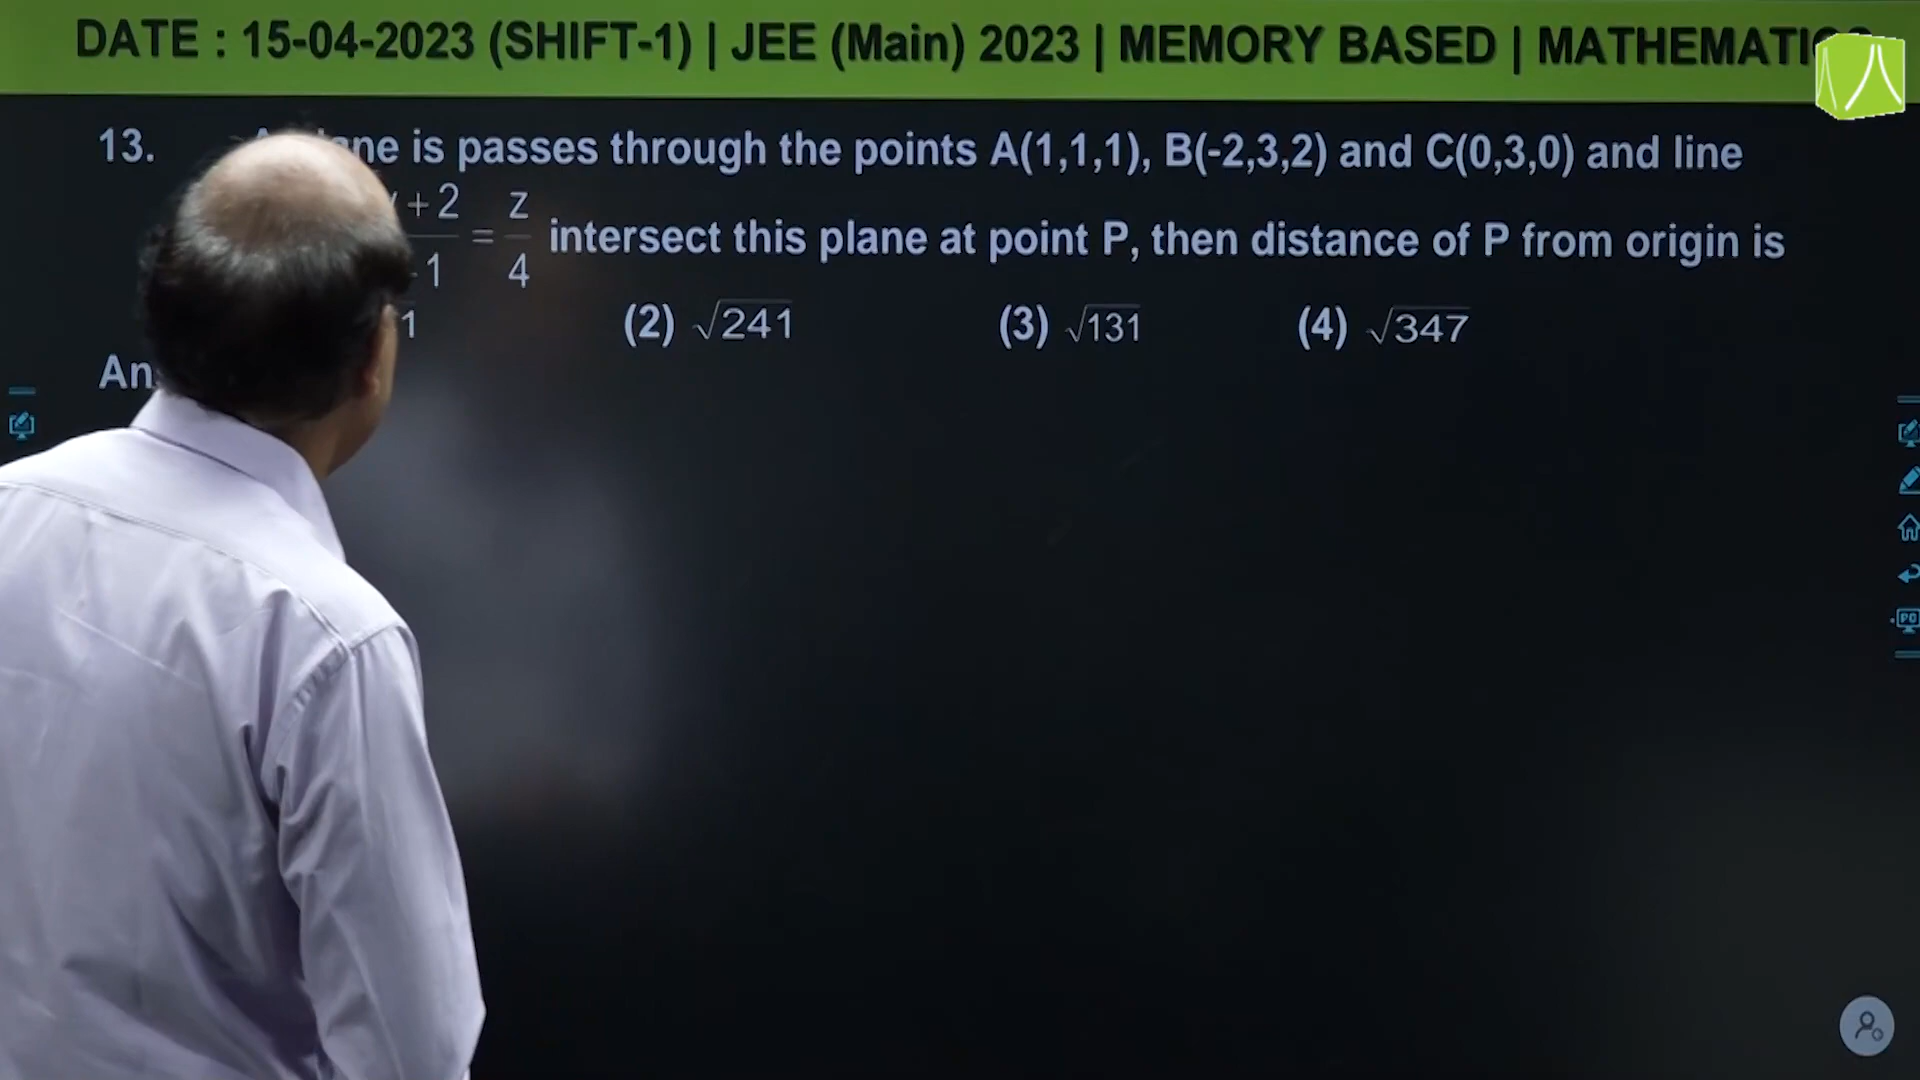 DATE : 15-04-2023 (SHIFT-1) | JEE (Main) 2023 | MEMORY BASED | MATHEMATIC
13. is passes through the points A(1,1,1), B(-2,3,2) and C(0,3,0) and line
+ 2 / 1 = z / 4 intersect this plane at point P, then distance of P from origin is
1 (2) √241 (3) √131 (4) √347
An